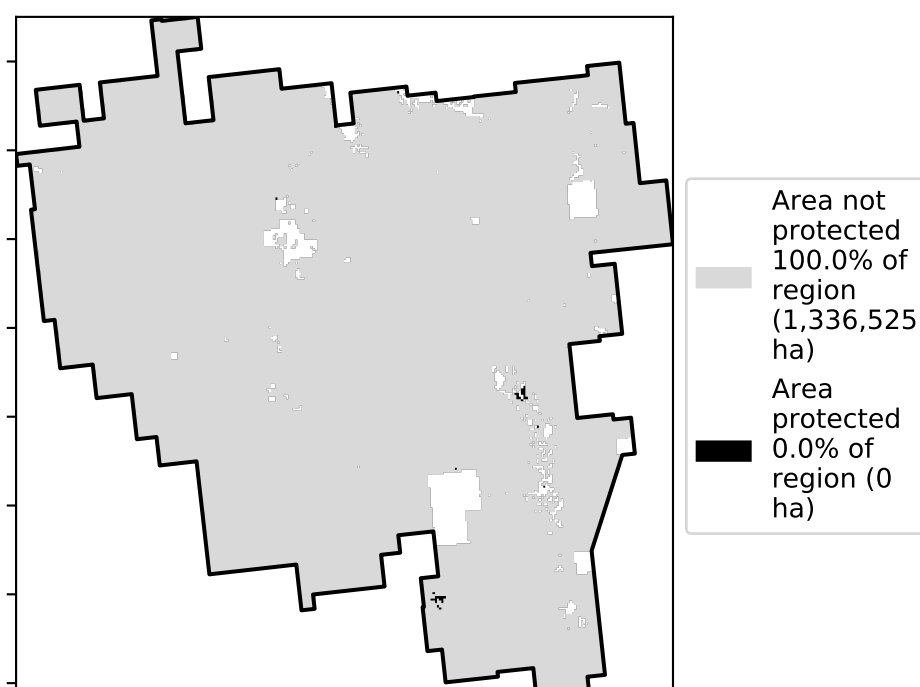 Area not
protected
100.0% of
region
(1,336,525
ha)
Area
protected
0.0% of
region (0
ha)